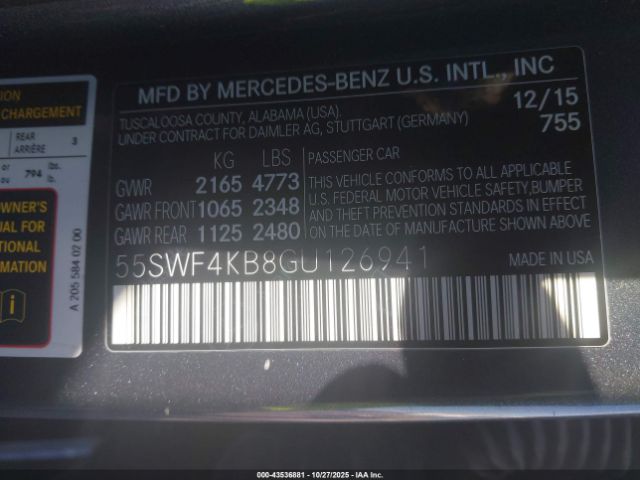 ION
CHARGEMENT
REAR 3
ARRIÈRE
or 794 lbs.
ou lb.
OWNER'S
UAL FOR
TIONAL
MATION
A 205 584 02 00
MFD BY MERCEDES-BENZ U.S. INTL., INC
TUSCALOOSA COUNTY, ALABAMA (USA). 12/15
UNDER CONTRACT FOR DAIMLER AG, STUTTGART (GERMANY) 755
KG LBS PASSENGER CAR
GVWR 2165 4773
GAWR FRONT 1065 2348
GAWR REAR 1125 2480
THIS VEHICLE CONFORMS TO ALL APPLICABLE
U.S. FEDERAL MOTOR VEHICLE SAFETY,BUMPER
AND THEFT PREVENTION STANDARDS IN EFFECT
ON THE DATE OF MANUFACTURE SHOWN ABOVE.
55SWF4KB8GU126941 MADE IN USA
000-43536881 - 10/27/2025 - IAA Inc.